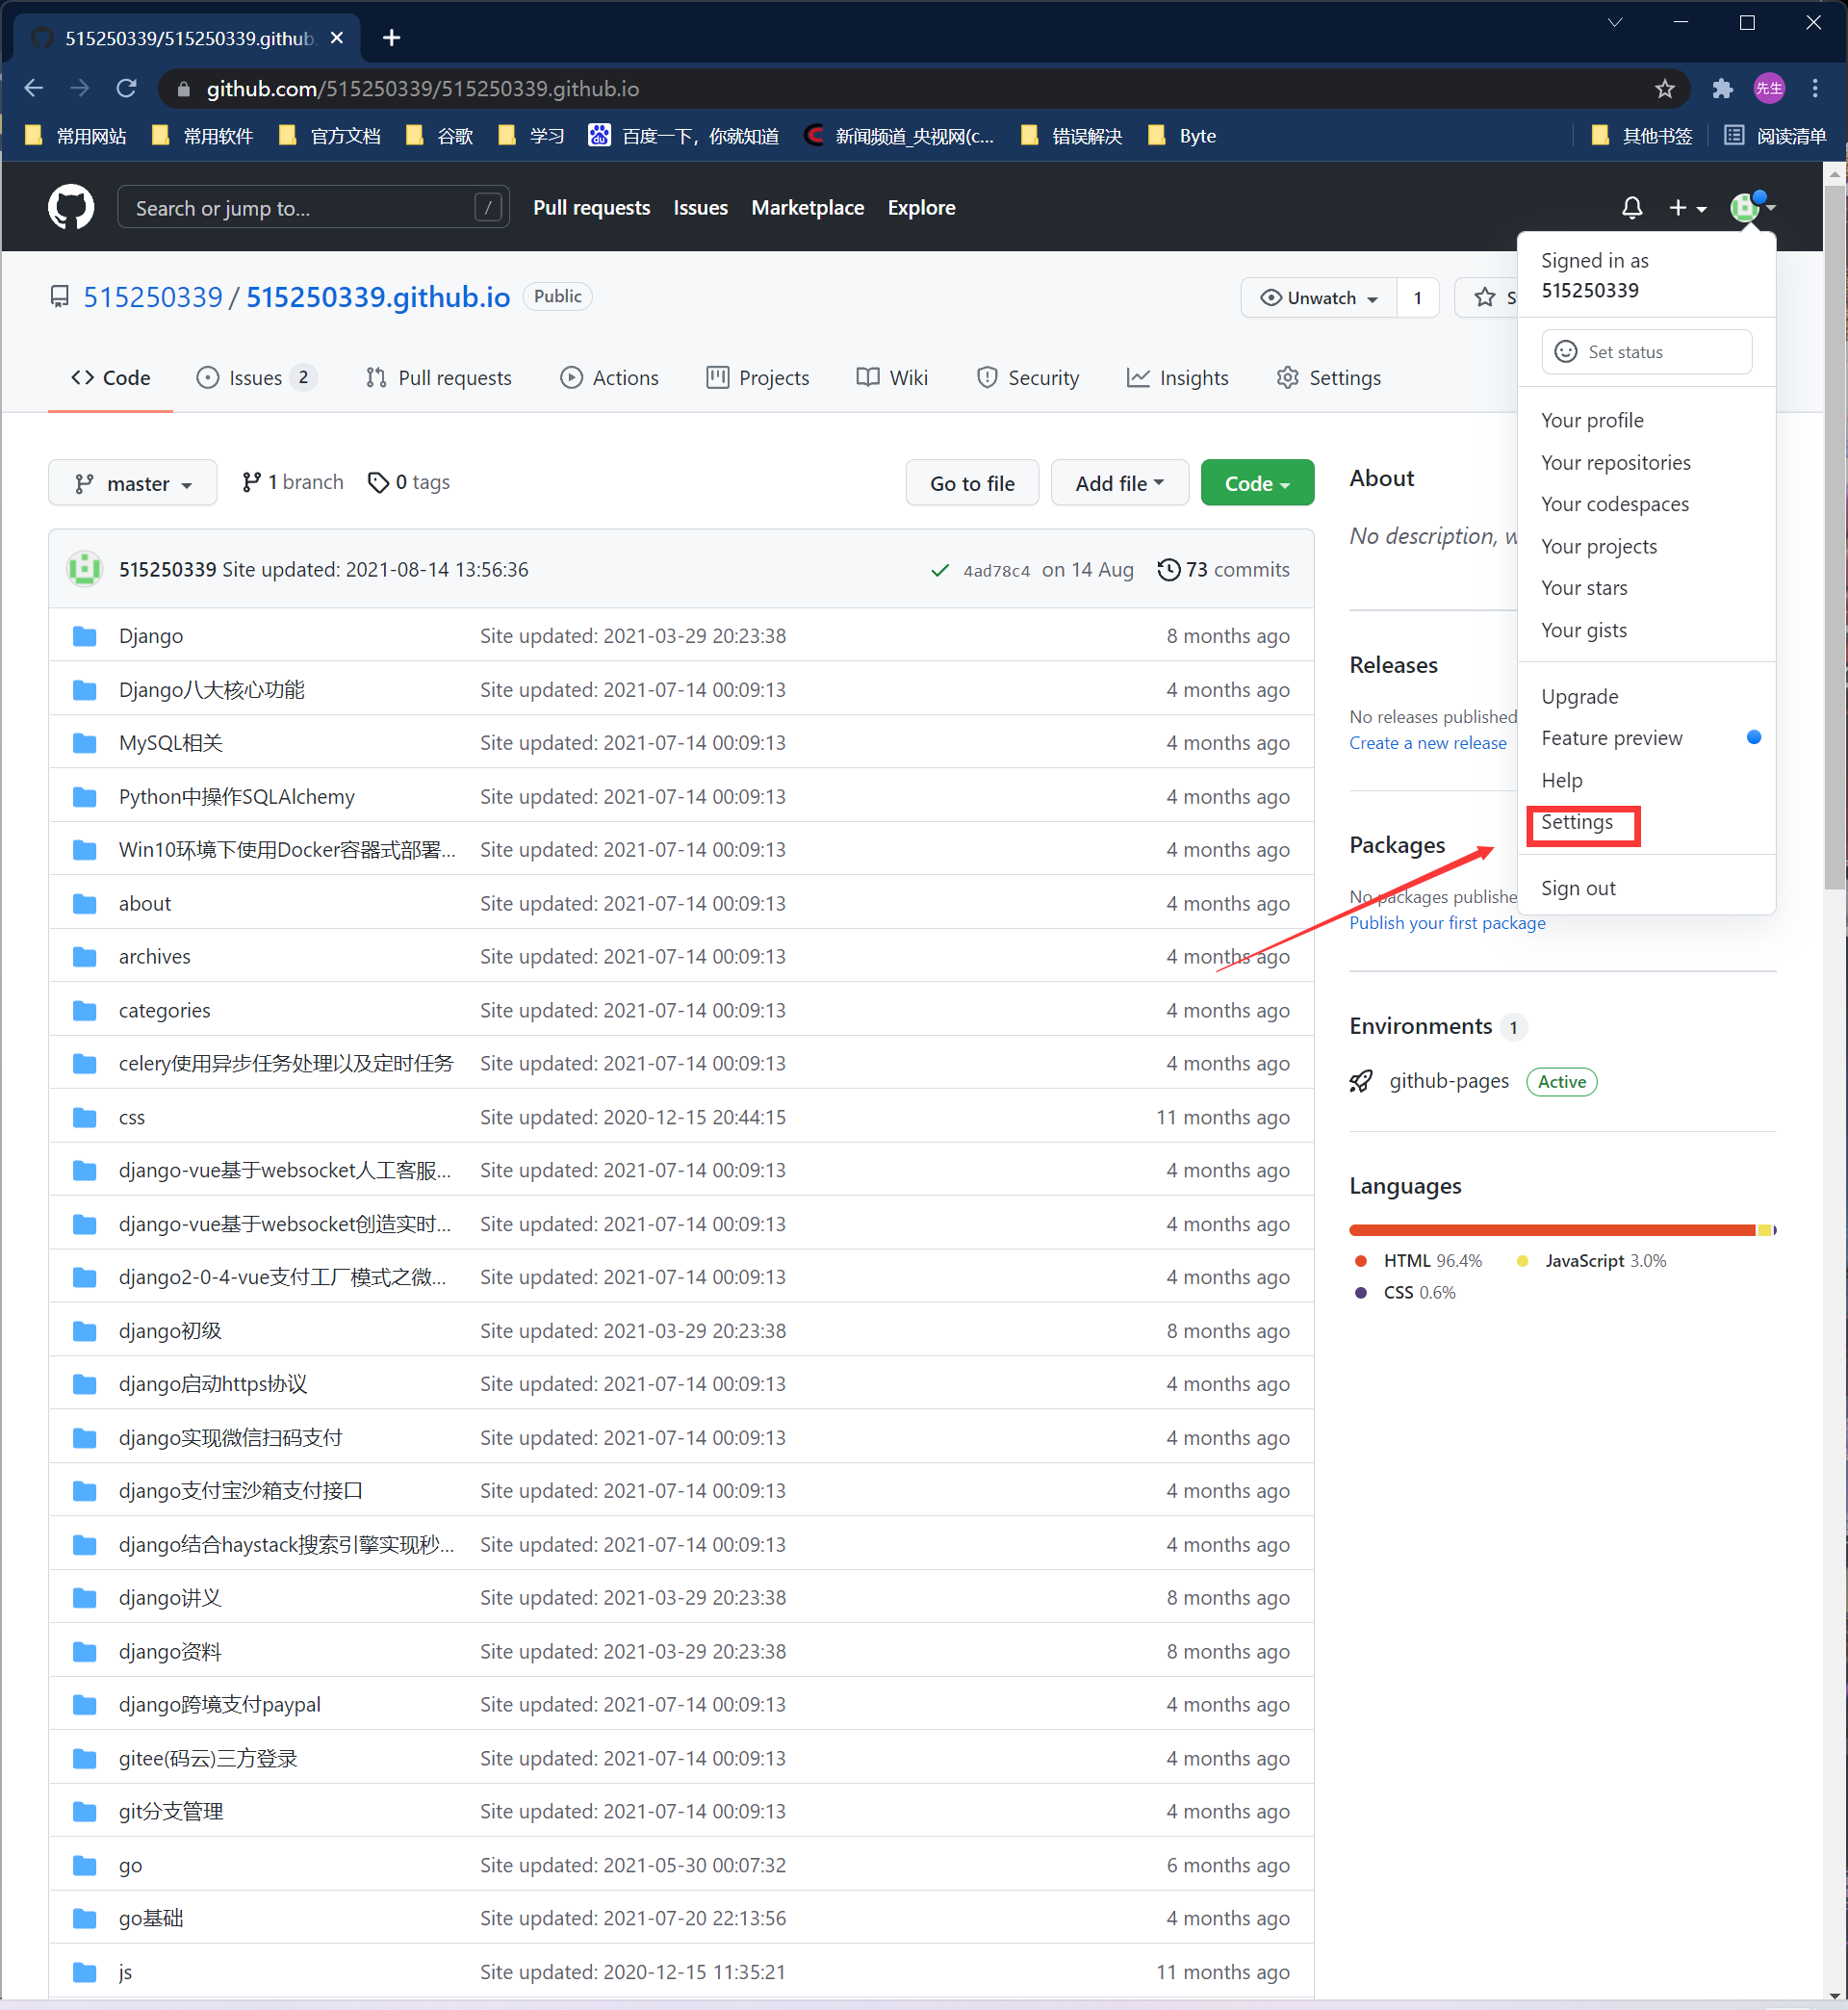 515250339/515250339.github.
github.com/515250339/515250339.github.io
先生
常用网站 常用软件 官方文档 谷歌 学习 百度一下，你就知道 新闻频道_央视网(c... 错误解决 Byte 其他书签 阅读清单
Search or jump to... / Pull requests Issues Marketplace Explore
Signed in as
515250339
Set status
Your profile
Your repositories
Your codespaces
Your projects
Your stars
Your gists
Upgrade
Feature preview
Help
Settings
Sign out
515250339 / 515250339.github.io Public Unwatch 1 S
Code Issues 2 Pull requests Actions Projects Wiki Security Insights Settings
master 1 branch 0 tags Go to file Add file Code
515250339 Site updated: 2021-08-14 13:56:36 4ad78c4 on 14 Aug 73 commits
Django Site updated: 2021-03-29 20:23:38 8 months ago
Django八大核心功能 Site updated: 2021-07-14 00:09:13 4 months ago
MySQL相关 Site updated: 2021-07-14 00:09:13 4 months ago
Python中操作SQLAlchemy Site updated: 2021-07-14 00:09:13 4 months ago
Win10环境下使用Docker容器式部署... Site updated: 2021-07-14 00:09:13 4 months ago
about Site updated: 2021-07-14 00:09:13 4 months ago
archives Site updated: 2021-07-14 00:09:13 4 months ago
categories Site updated: 2021-07-14 00:09:13 4 months ago
celery使用异步任务处理以及定时任务 Site updated: 2021-07-14 00:09:13 4 months ago
css Site updated: 2020-12-15 20:44:15 11 months ago
django-vue基于websocket人工客服... Site updated: 2021-07-14 00:09:13 4 months ago
django-vue基于websocket创造实时... Site updated: 2021-07-14 00:09:13 4 months ago
django2-0-4-vue支付工厂模式之微... Site updated: 2021-07-14 00:09:13 4 months ago
django初级 Site updated: 2021-03-29 20:23:38 8 months ago
django启动https协议 Site updated: 2021-07-14 00:09:13 4 months ago
django实现微信扫码支付 Site updated: 2021-07-14 00:09:13 4 months ago
django支付宝沙箱支付接口 Site updated: 2021-07-14 00:09:13 4 months ago
django结合haystack搜索引擎实现秒... Site updated: 2021-07-14 00:09:13 4 months ago
django讲义 Site updated: 2021-03-29 20:23:38 8 months ago
django资料 Site updated: 2021-03-29 20:23:38 8 months ago
django跨境支付paypal Site updated: 2021-07-14 00:09:13 4 months ago
gitee(码云)三方登录 Site updated: 2021-07-14 00:09:13 4 months ago
git分支管理 Site updated: 2021-07-14 00:09:13 4 months ago
go Site updated: 2021-05-30 00:07:32 6 months ago
go基础 Site updated: 2021-07-20 22:13:56 4 months ago
js Site updated: 2020-12-15 11:35:21 11 months ago
About
No description, w
Releases
No releases published
Create a new release
Packages
No packages publishe
Publish your first package
Environments 1
github-pages Active
Languages
HTML 96.4% JavaScript 3.0%
CSS 0.6%